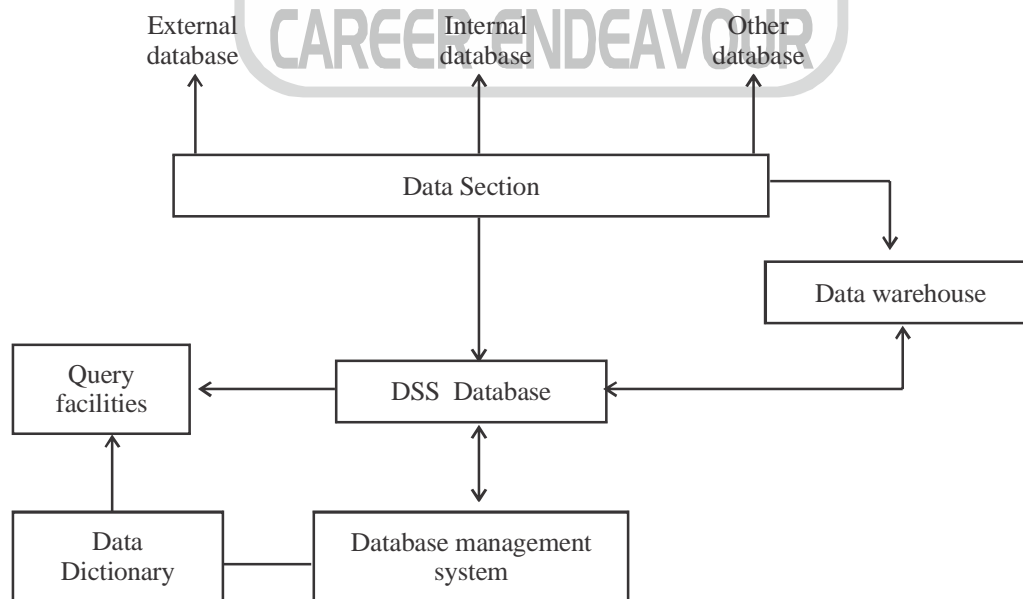 CAREER ENDEAVOUR
External
database
Internal
database
Other
database
Data Section
Data warehouse
Query
facilities
DSS Database
Data
Dictionary
Database management
system